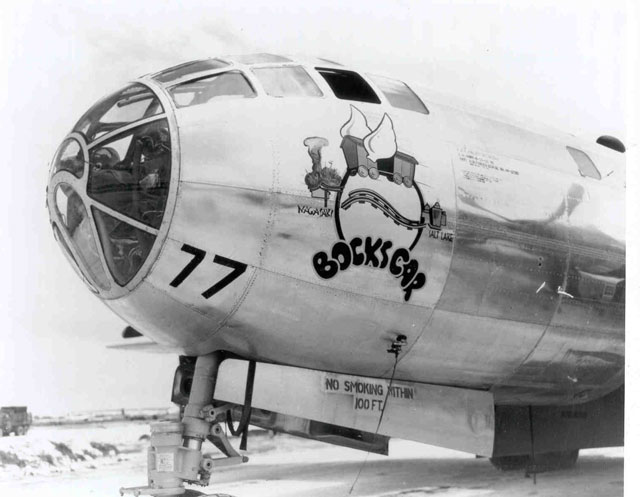 NAGASAKI
SALT LAKE
BOCKSCAR
77
NO SMOKING WITHIN
100 FT.